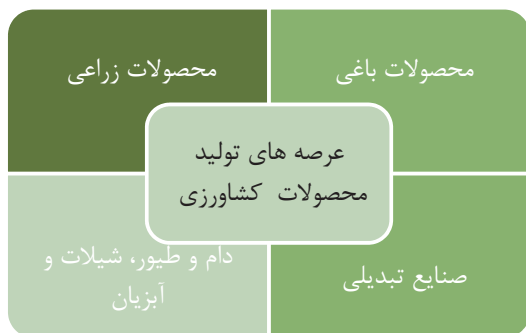 محصولات باغی
محصولات زراعی
عرصه های تولید
محصولات کشاورزی
صنایع تبدیلی
دام و طیور، شیلات و
آبزیان